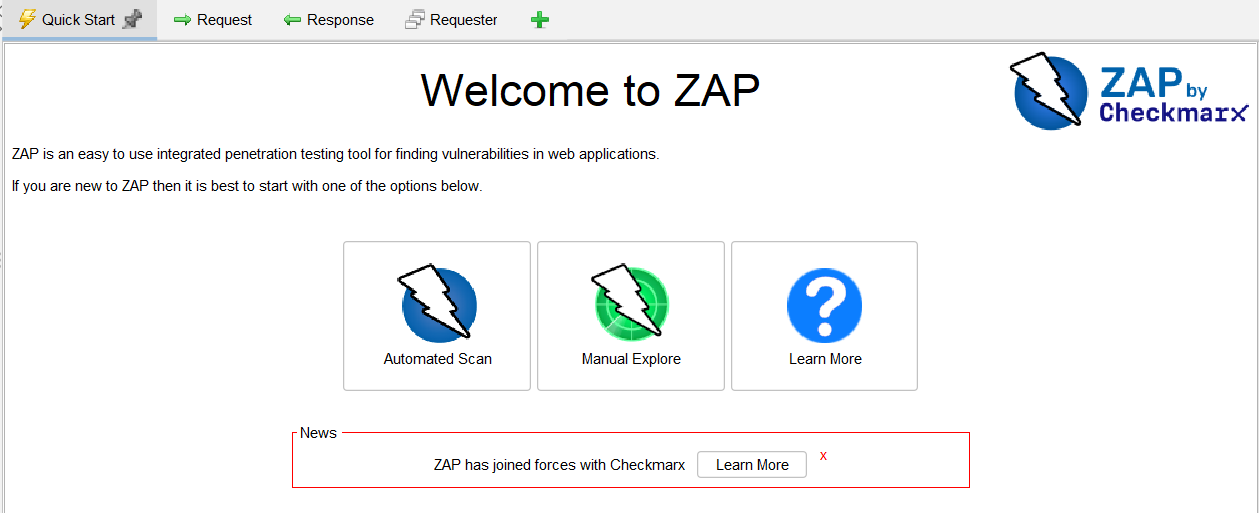 Quick Start Request Response Requester
Welcome to ZAP
ZAP by
Checkmarx
ZAP is an easy to use integrated penetration testing tool for finding vulnerabilities in web applications.
If you are new to ZAP then it is best to start with one of the options below.
Automated Scan Manual Explore Learn More
News
ZAP has joined forces with Checkmarx Learn More x